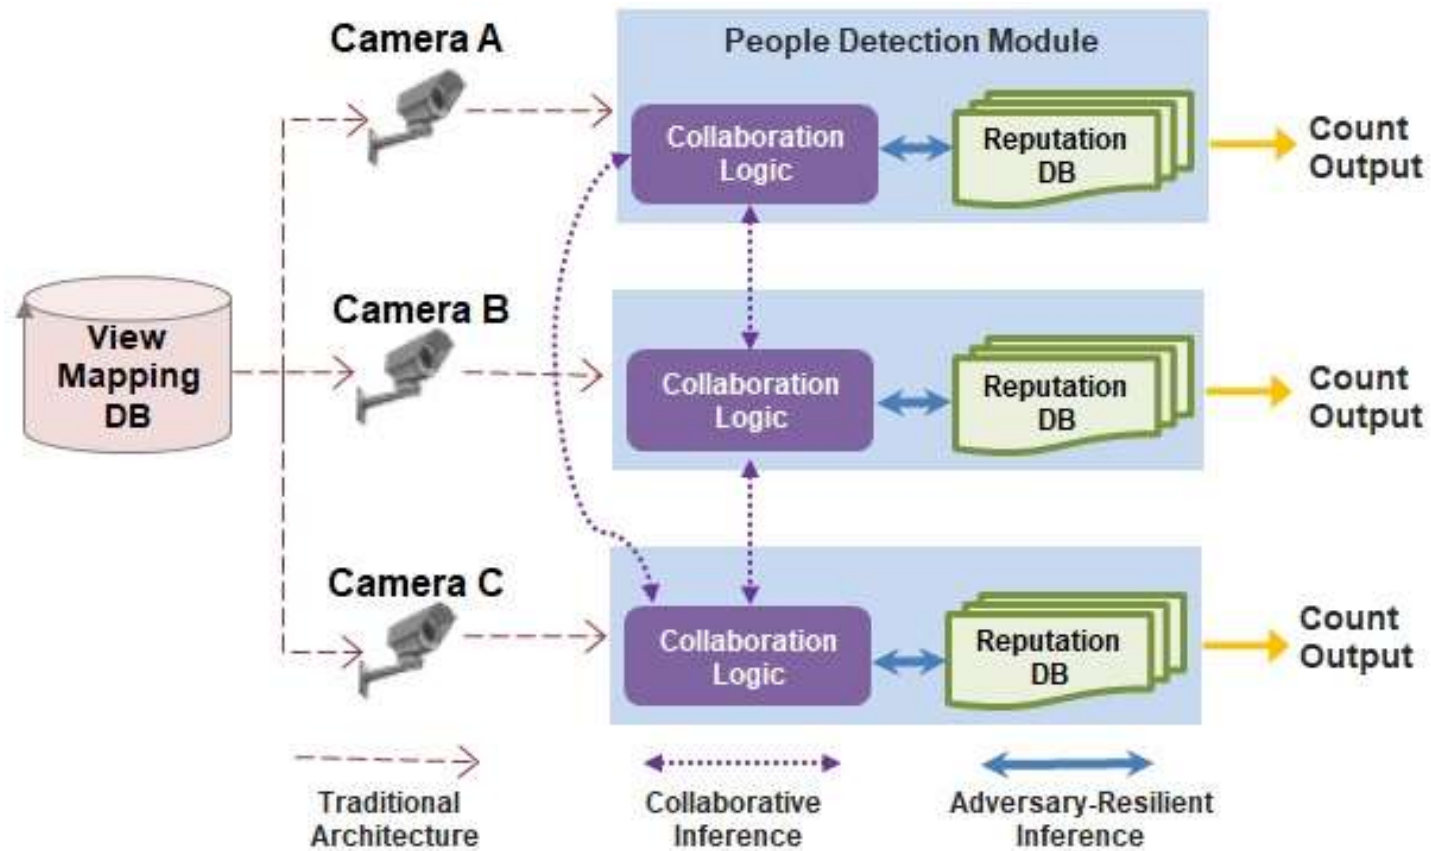 Camera A
People Detection Module
Collaboration
Logic
Reputation
DB
Count
Output
View
Mapping
DB
Camera B
Collaboration
Logic
Reputation
DB
Count
Output
Camera C
Collaboration
Logic
Reputation
DB
Count
Output
Traditional
Architecture
Collaborative
Inference
Adversary-Resilient
Inference